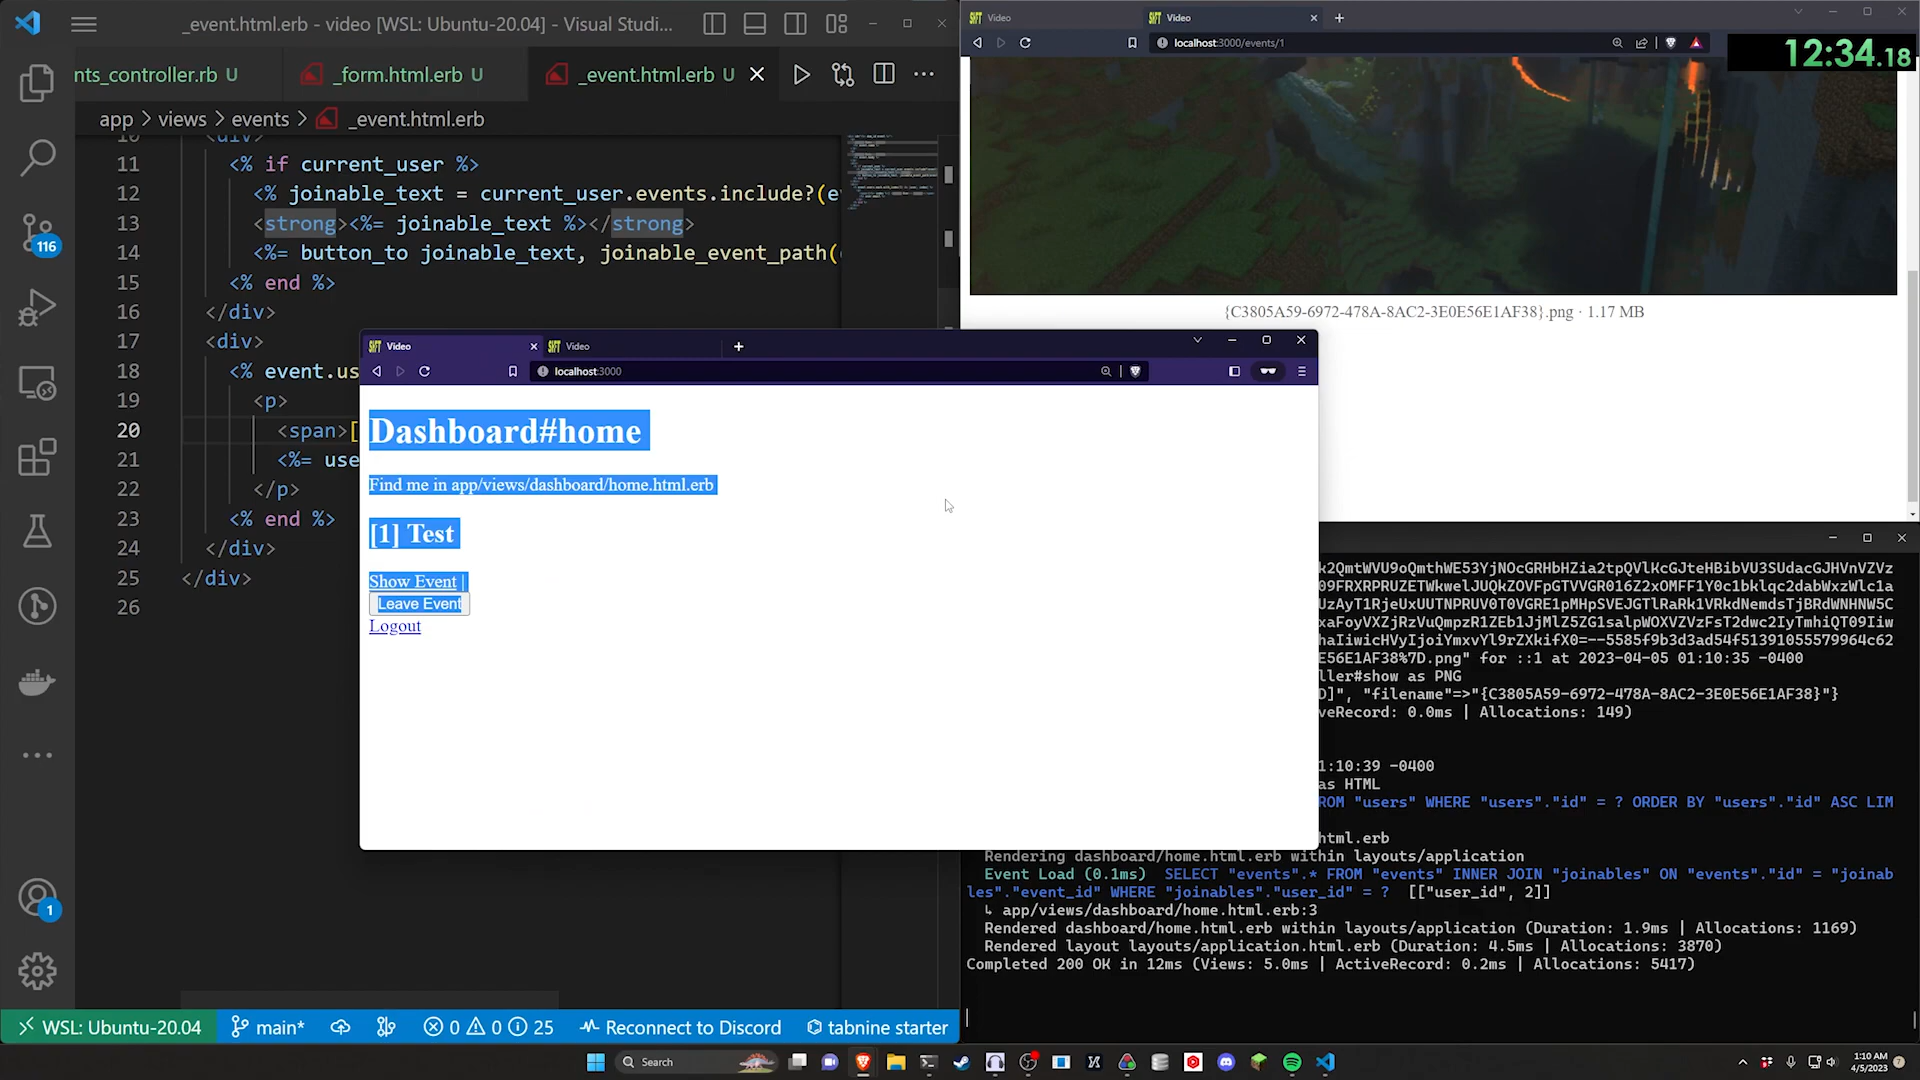 _event.html.erb - video [WSL: Ubuntu-20.04] - Visual Studi...
nts_controller.rb U
_form.html.erb U
_event.html.erb U
app > views > events > _event.html.erb
11 <% if current_user %>
12 <% joinable_text = current_user.events.include?(e
13 <strong><%= joinable_text %></strong>
14 <%= button_to joinable_text, joinable_event_path(
15 <% end %>
16 </div>
17 <div>
18 <% event.us
19 <p>
20 <span>[
21 <%= use
22 </p>
23 <% end %>
24 </div>
25 </div>
26
116
1
WSL: Ubuntu-20.04
main*
0 0 25
Reconnect to Discord
tabnine starter
Video
Video
localhost:3000/events/1
12:34.18
{C3805A59-6972-478A-8AC2-3E0E56E1AF38}.png · 1.17 MB
Video
Video
localhost:3000
Dashboard#home
Find me in app/views/dashboard/home.html.erb
[1] Test
Show Event |
Leave Event
Logout
k2QmtWVU9oQmthWE53YjNOcGRHbHZia2tpQVlKcGJteHBibVU3SUdacGJHVnVZVz
09FRXRPRUZETWkwelJUQkZOVFpGTVVGR016Z2xOMFF1Y0c1bklqc2dabWxzWlc1a
UzAyT1RjeUxUUTNPRUV0T0VGRE1pMHpSVEJGTlRaRk1VRkdNemdsTjBRdWNHNW5C
xaFoyVXZjRzVuQmpzR1ZEb1JjMlZ5ZG1salpWOXVZVzFsT2dwc2IyTmhiQT09Iiw
haIiwicHVyIjoiYmxvYl9rZXkifX0=--5585f9b3d3ad54f51391055579964c62
E56E1AF38%7D.png" for ::1 at 2023-04-05 01:10:35 -0400
ller#show as PNG
D]", "filename"=>"{C3805A59-6972-478A-8AC2-3E0E56E1AF38}"}
veRecord: 0.0ms | Allocations: 149)
1:10:39 -0400
as HTML
ROM "users" WHERE "users"."id" = ? ORDER BY "users"."id" ASC LIM
html.erb
Rendering dashboard/home.html.erb within layouts/application
Event Load (0.1ms) SELECT "events".* FROM "events" INNER JOIN "joinables" ON "events"."id" = "joinab
les"."event_id" WHERE "joinables"."user_id" = ? [["user_id", 2]]
↳ app/views/dashboard/home.html.erb:3
Rendered dashboard/home.html.erb within layouts/application (Duration: 1.9ms | Allocations: 1169)
Rendered layout layouts/application.html.erb (Duration: 4.5ms | Allocations: 3870)
Completed 200 OK in 12ms (Views: 5.0ms | ActiveRecord: 0.2ms | Allocations: 5417)
Search
1:10 AM
4/5/2023